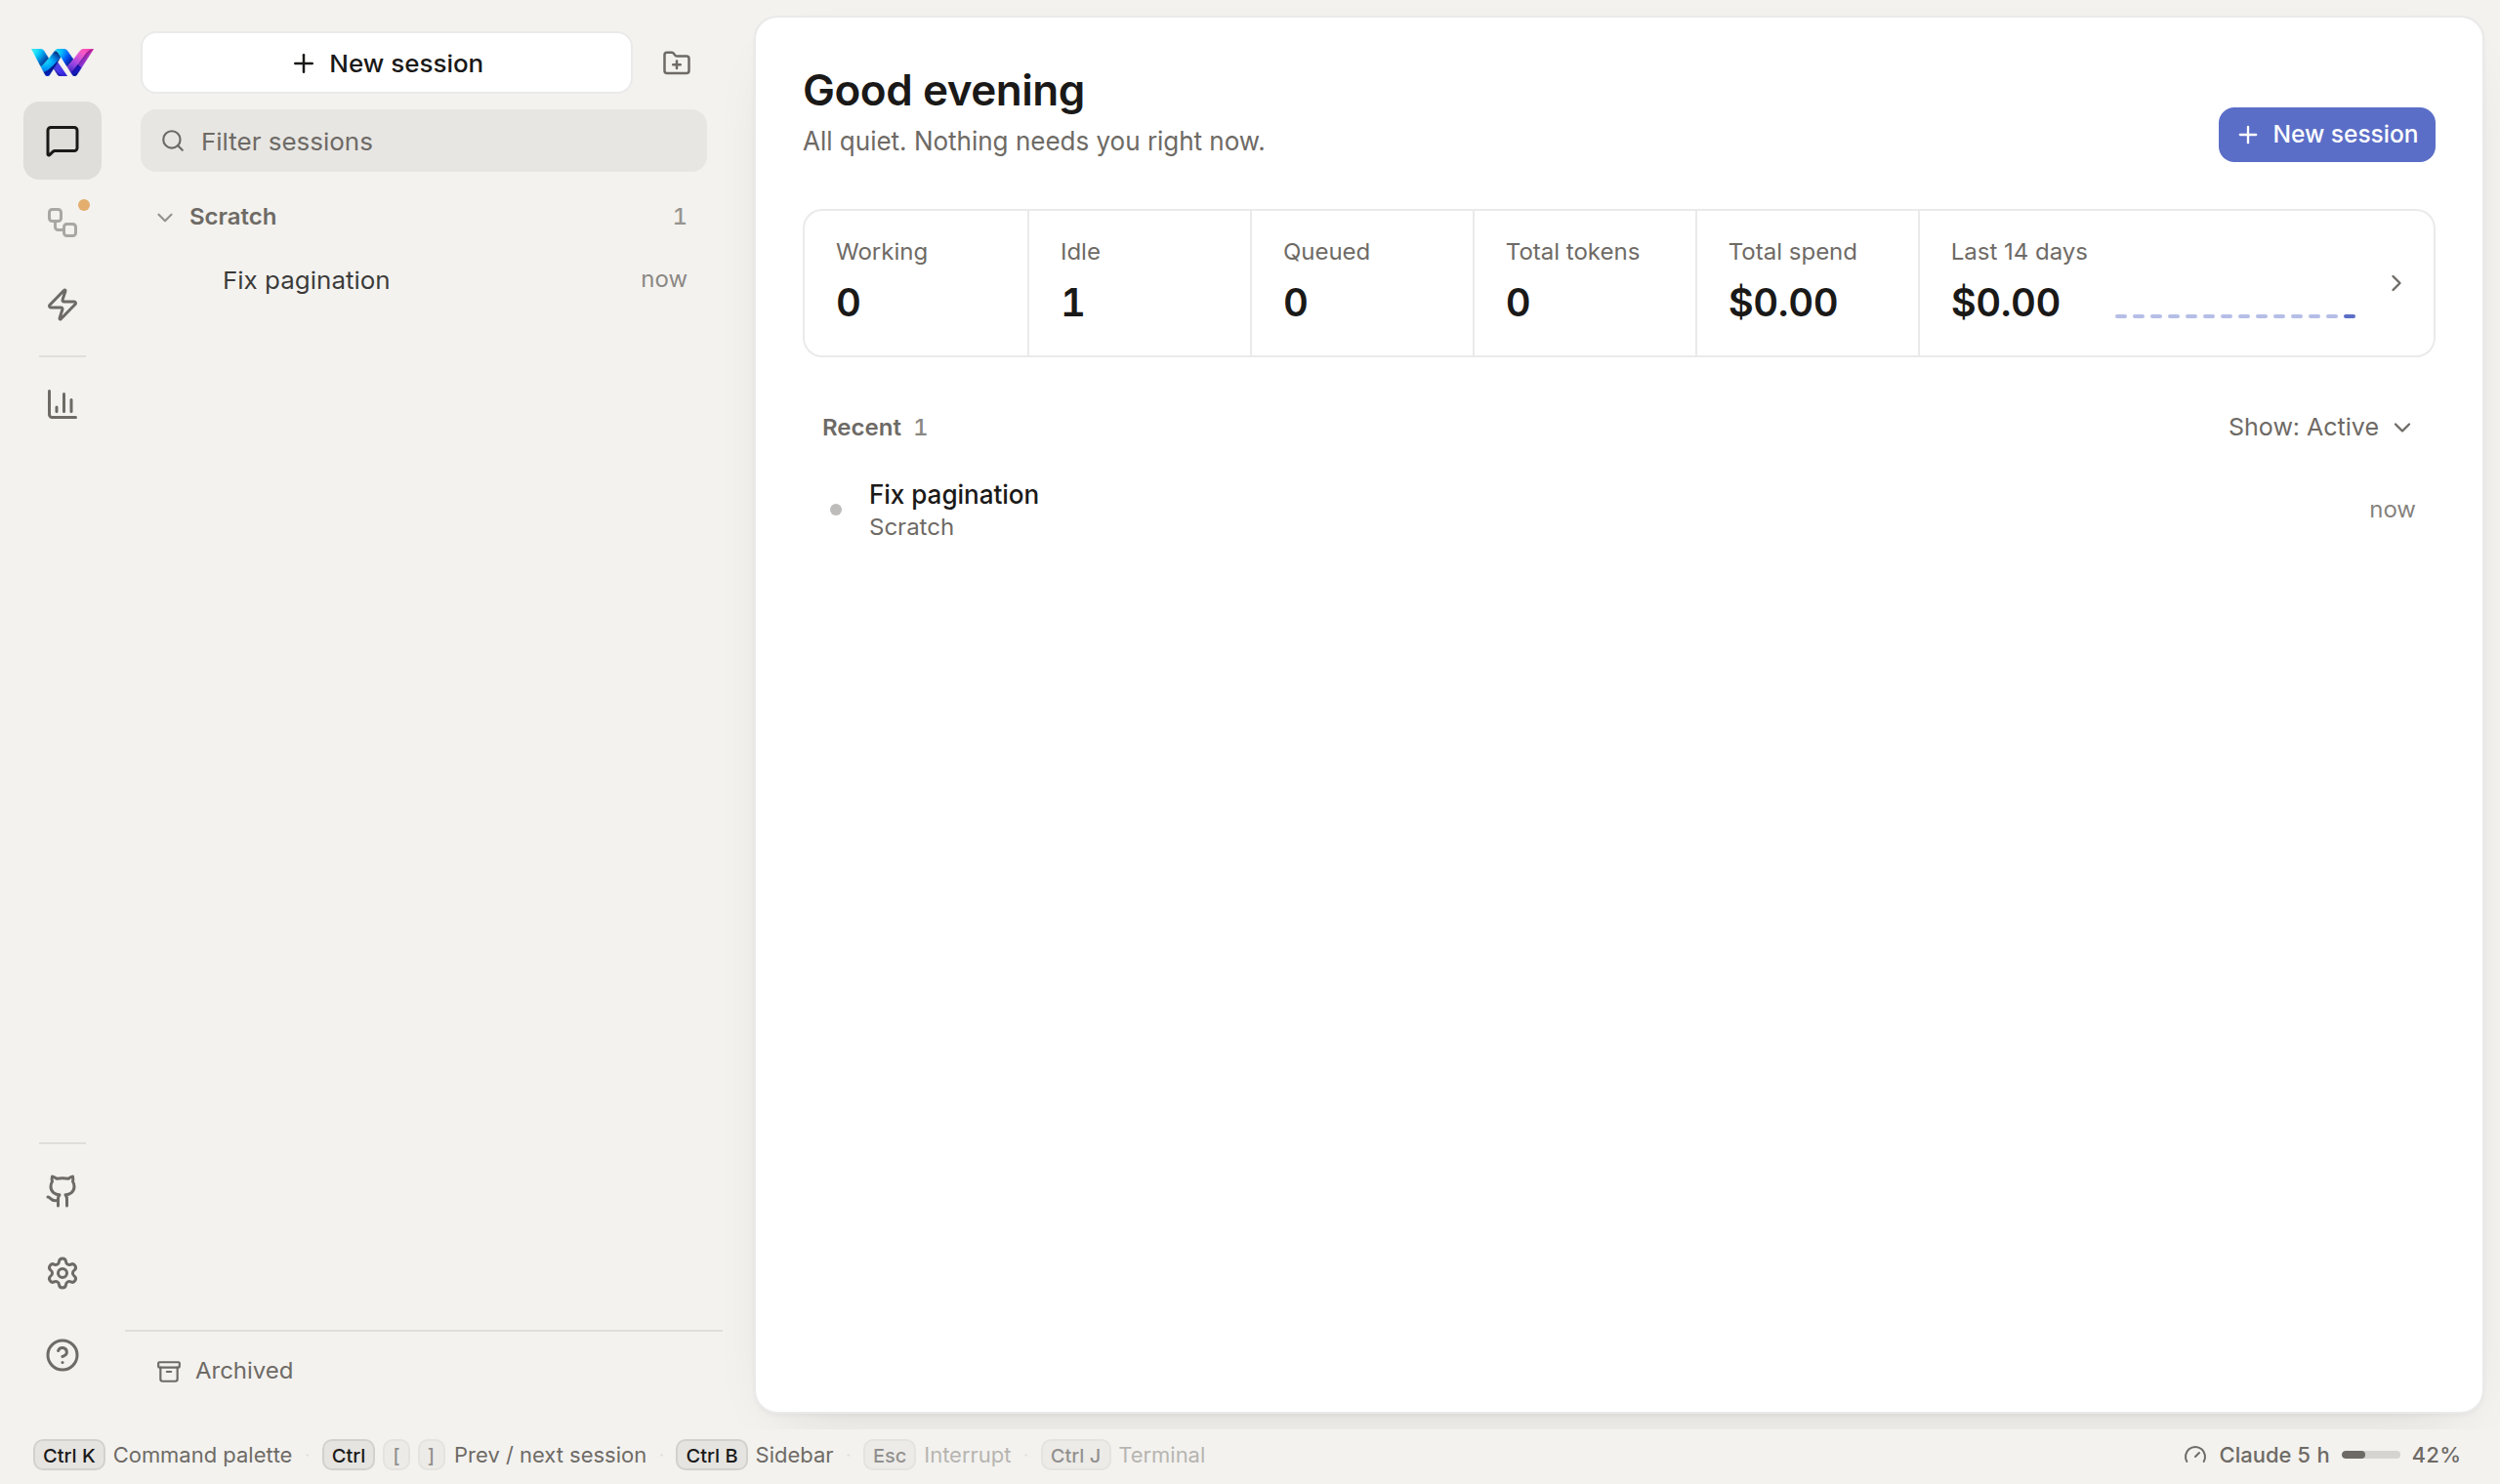 New session
Filter sessions
Scratch 1
Fix pagination now
Archived
Good evening
All quiet. Nothing needs you right now.
New session
Working
0
Idle
1
Queued
0
Total tokens
0
Total spend
$0.00
Last 14 days
$0.00
Recent 1
Show: Active
Fix pagination
Scratch
now
Ctrl K Command palette · Ctrl [ ] Prev / next session · Ctrl B Sidebar · Esc Interrupt · Ctrl J Terminal
Claude 5 h 42%